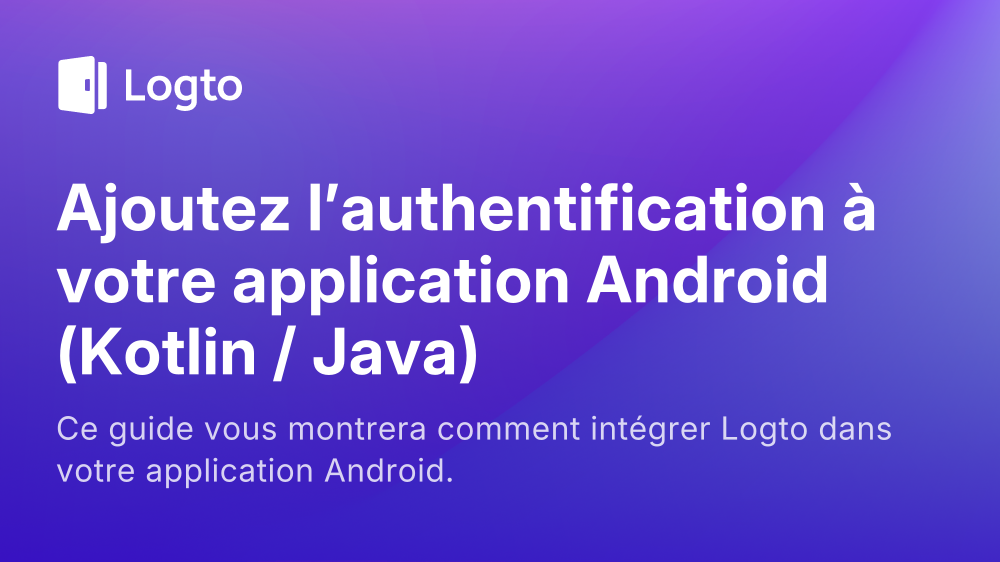 Logto
Ajoutez l’authentification à
votre application Android
(Kotlin / Java)
Ce guide vous montrera comment intégrer Logto dans
votre application Android.